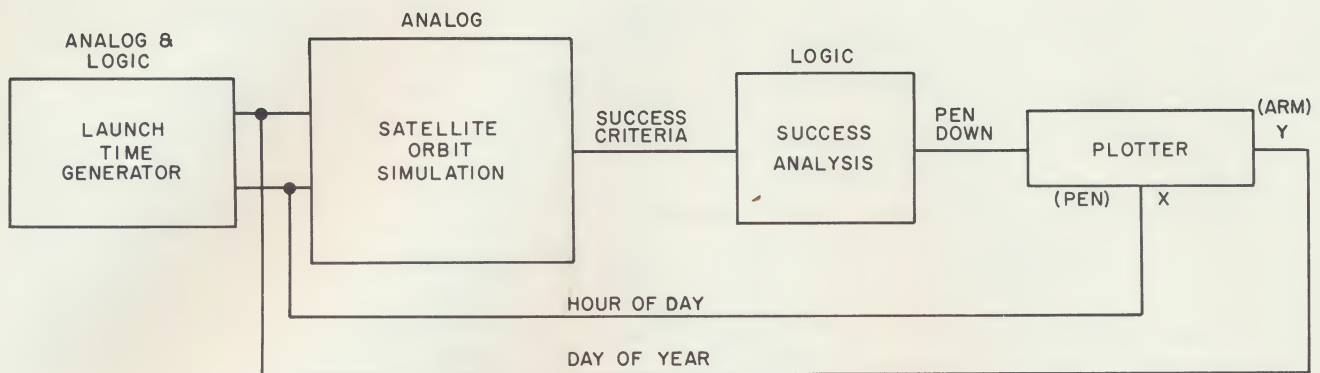 ANALOG &
LOGIC
LAUNCH
TIME
GENERATOR
ANALOG
SATELLITE
ORBIT
SIMULATION
SUCCESS
CRITERIA
LOGIC
SUCCESS
ANALYSIS
PEN
DOWN
PLOTTER
(ARM)
Y
(PEN) X
HOUR OF DAY
DAY OF YEAR